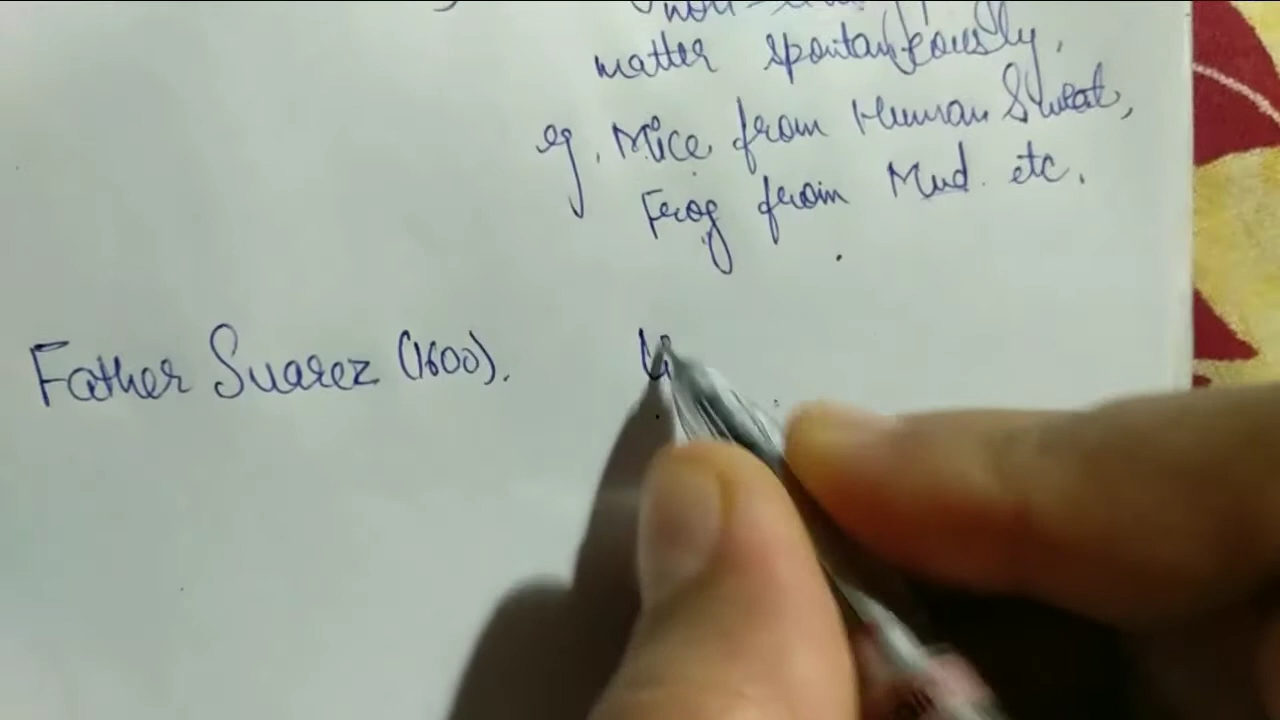 matter spontaneously.
eg. Mice from Human Sweat,
Frog from Mud. etc.
Father Suarez (1600).